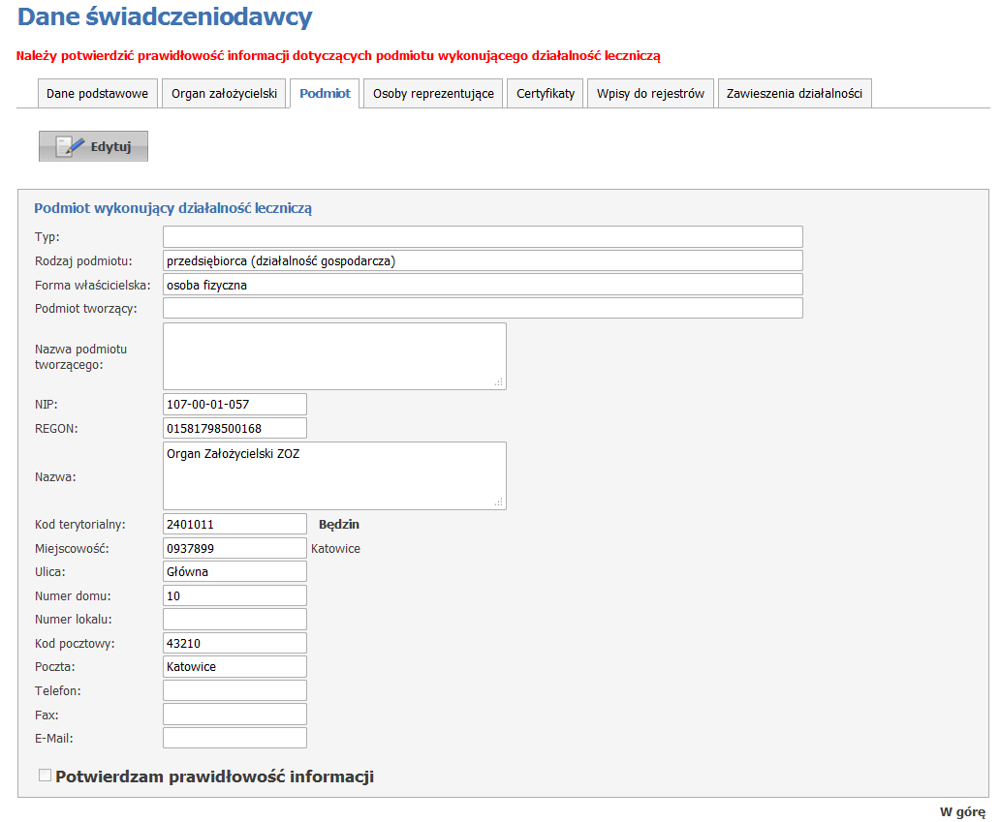 Dane świadczeniodawcy
Należy potwierdzić prawidłowość informacji dotyczących podmiotu wykonującego działalność leczniczą
Dane podstawowe Organ założycielski Podmiot Osoby reprezentujące Certyfikaty Wpisy do rejestrów Zawieszenia działalności
Edytuj
Podmiot wykonujący działalność leczniczą
Typ:
Rodzaj podmiotu: przedsiębiorca (działalność gospodarcza)
Forma właścicielska: osoba fizyczna
Podmiot tworzący:
Nazwa podmiotu
tworzącego:
NIP: 107-00-01-057
REGON: 01581798500168
Nazwa: Organ Założycielski ZOZ
Kod terytorialny: 2401011 Będzin
Miejscowość: 0937899 Katowice
Ulica: Główna
Numer domu: 10
Numer lokalu:
Kod pocztowy: 43210
Poczta: Katowice
Telefon:
Fax:
E-Mail:
Potwierdzam prawidłowość informacji
W górę